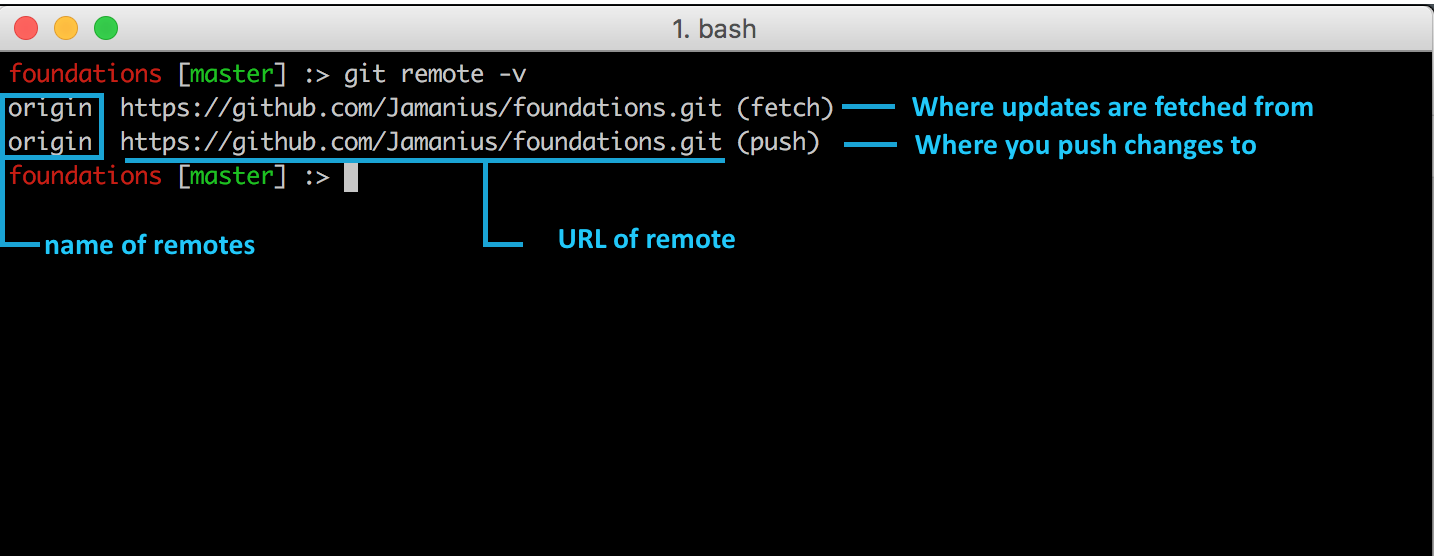 1. bash
foundations [master] :> git remote -v
origin https://github.com/Jamanius/foundations.git (fetch) Where updates are fetched from
origin https://github.com/Jamanius/foundations.git (push) Where you push changes to
foundations [master] :>
name of remotes URL of remote